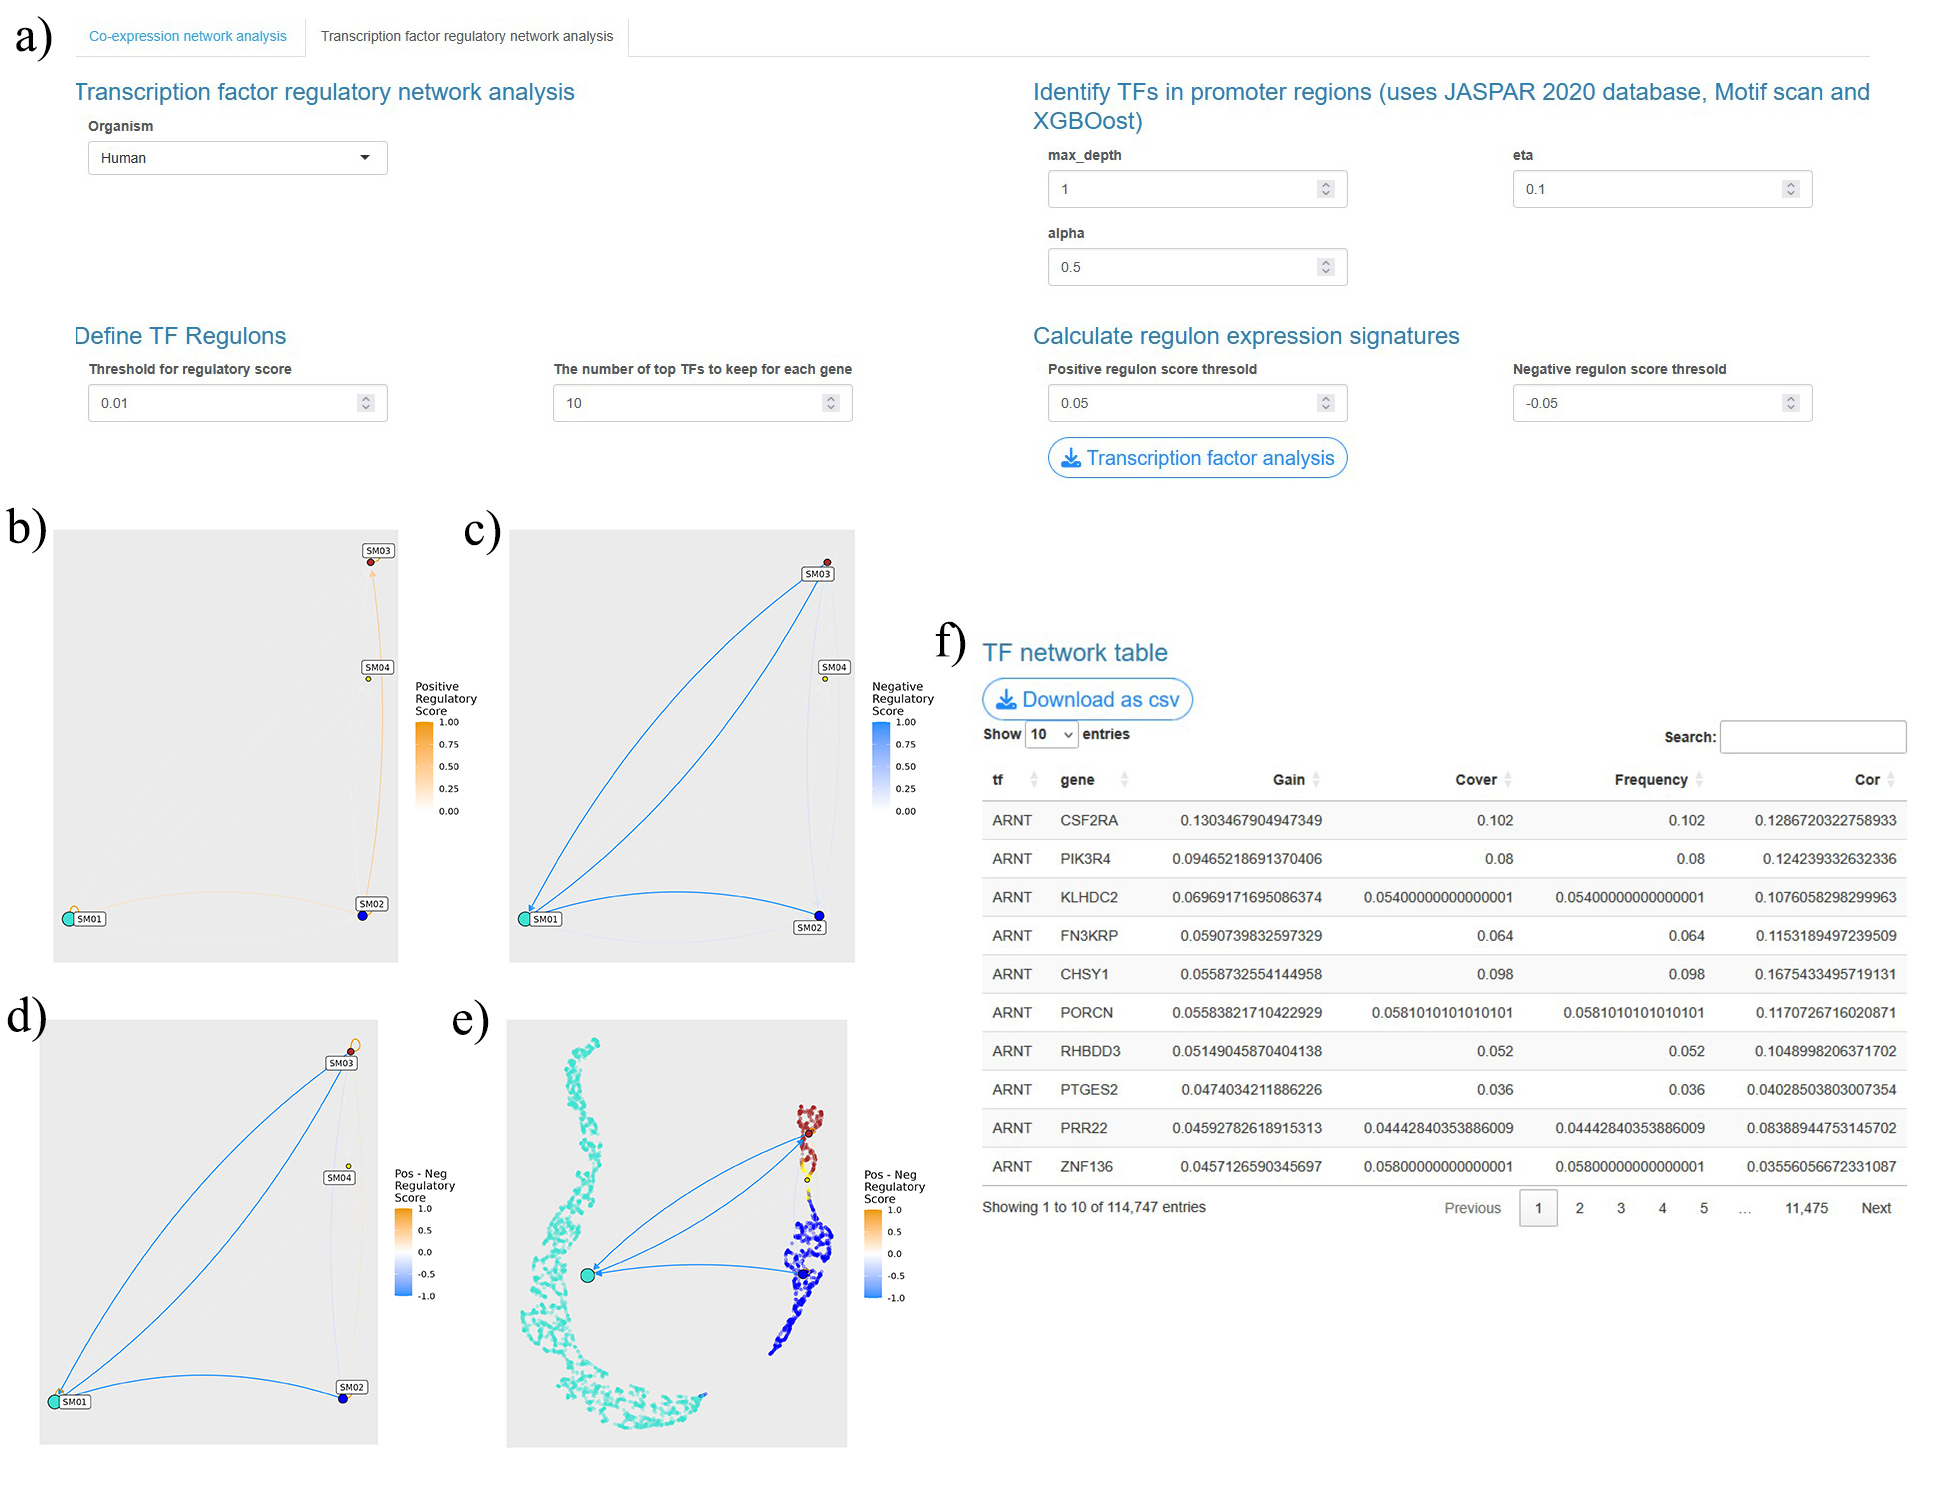 a)
Co-expression network analysis
Transcription factor regulatory network analysis
Transcription factor regulatory network analysis
Organism
Human
Identify TFs in promoter regions (uses JASPAR 2020 database, Motif scan and
XGBOost)
max_depth
eta
1
0.1
alpha
0.5
Define TF Regulons
Threshold for regulatory score
The number of top TFs to keep for each gene
0.01
10
Calculate regulon expression signatures
Positive regulon score thresold
Negative regulon score thresold
0.05
-0.05
Transcription factor analysis
b)
SM03
SM04
SM02
SM01
Positive
Regulatory
Score
1.00
0.75
0.50
0.25
0.00
c)
SM03
SM04
SM01
SM02
Negative
Regulatory
Score
1.00
0.75
0.50
0.25
0.00
d)
SM03
SM04
SM02
SM01
Pos - Neg
Regulatory
Score
1.0
0.5
0.0
-0.5
-1.0
e)
Pos - Neg
Regulatory
Score
1.0
0.5
0.0
-0.5
-1.0
f)
TF network table
Download as csv
Show 10 entries
Search:
tf gene Gain Cover Frequency Cor
ARNT CSF2RA 0.1303467904947349 0.102 0.102 0.1286720322758933
ARNT PIK3R4 0.09465218691370406 0.08 0.08 0.124239332632336
ARNT KLHDC2 0.06969171695086374 0.05400000000000001 0.05400000000000001 0.1076058298299963
ARNT FN3KRP 0.0590739832597329 0.064 0.064 0.1153189497239509
ARNT CHSY1 0.0558732554144958 0.098 0.098 0.1675433495719131
ARNT PORCN 0.05583821710422929 0.0581010101010101 0.0581010101010101 0.1170726716020871
ARNT RHBDD3 0.05149045870404138 0.052 0.052 0.1048998206371702
ARNT PTGES2 0.0474034211886226 0.036 0.036 0.04028503803007354
ARNT PRR22 0.04592782618915313 0.04442840353886009 0.04442840353886009 0.08388944753145702
ARNT ZNF136 0.0457126590345697 0.05800000000000001 0.05800000000000001 0.03556056672331087
Showing 1 to 10 of 114,747 entries
Previous 1 2 3 4 5 ... 11,475 Next